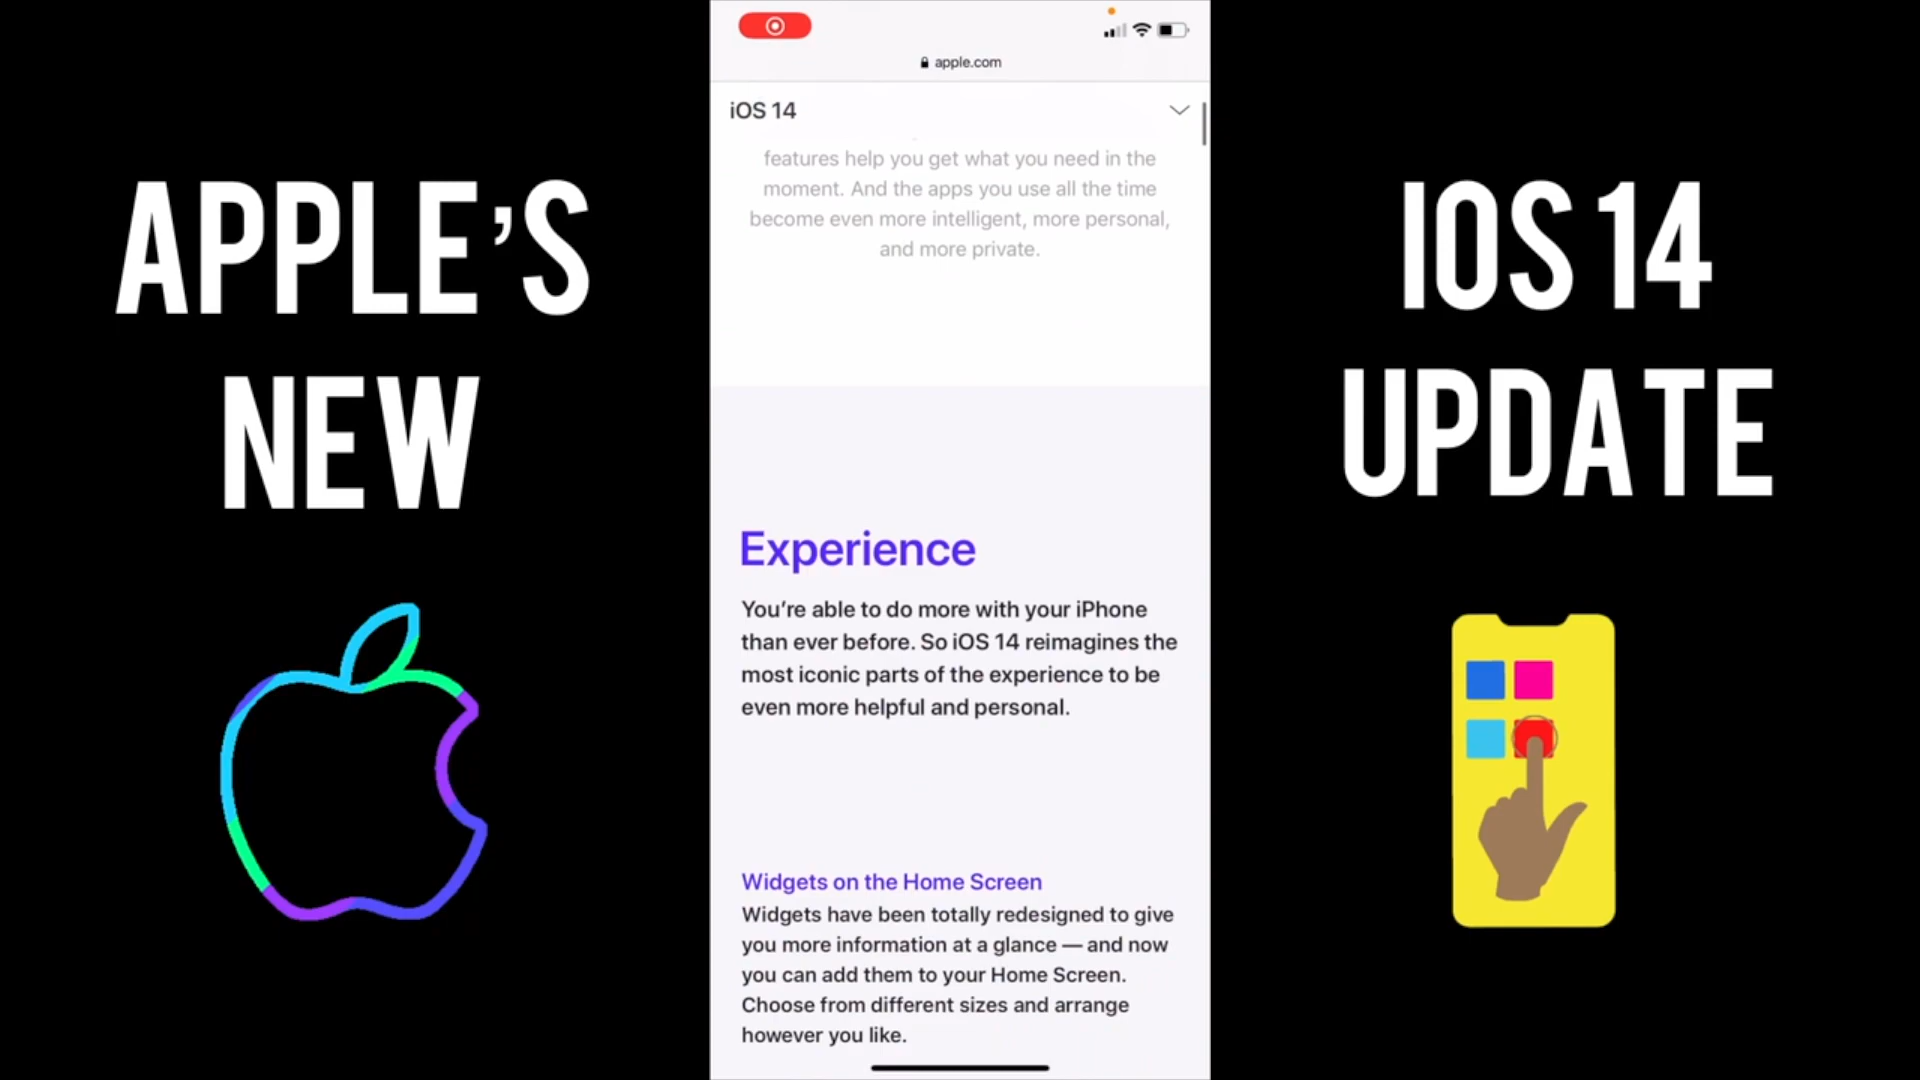 APPLE'S
NEW
apple.com
iOS 14
features help you get what you need in the
moment. And the apps you use all the time
become even more intelligent, more personal,
and more private.
Experience
You’re able to do more with your iPhone
than ever before. So iOS 14 reimagines the
most iconic parts of the experience to be
even more helpful and personal.
Widgets on the Home Screen
Widgets have been totally redesigned to give
you more information at a glance — and now
you can add them to your Home Screen.
Choose from different sizes and arrange
however you like.
IOS 14
UPDATE